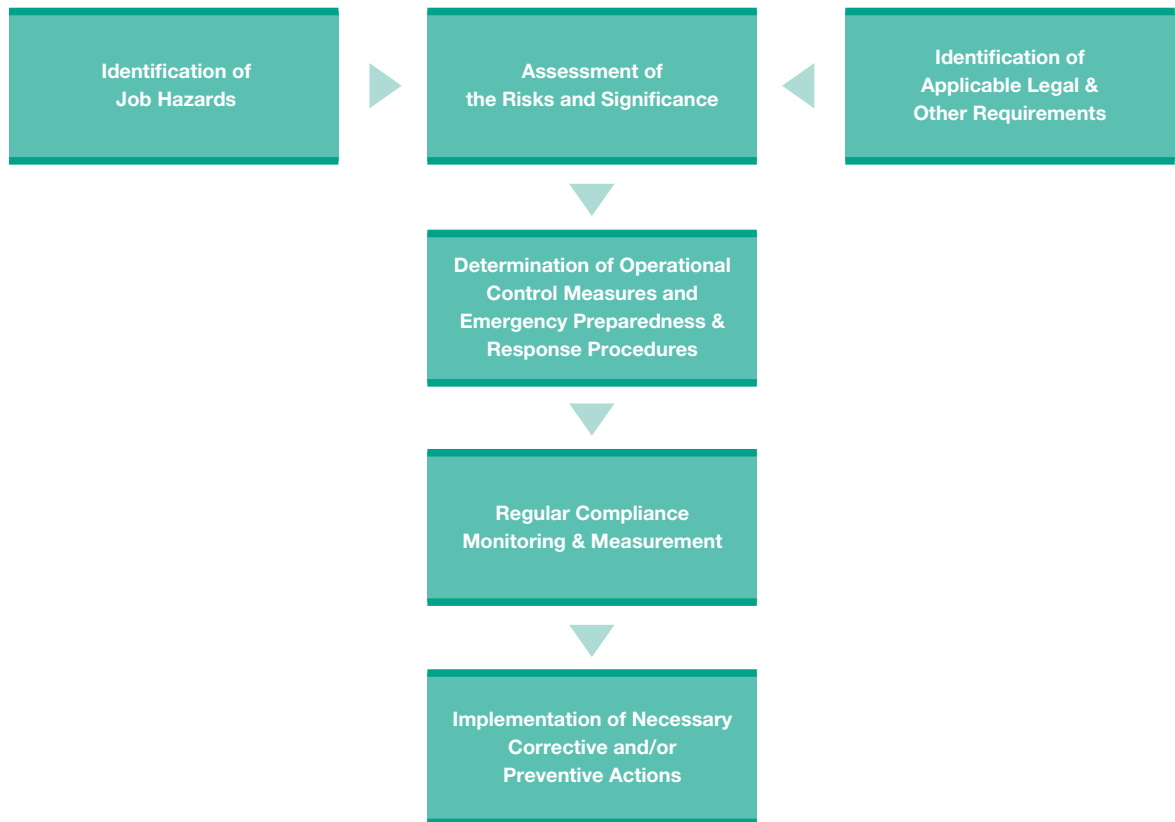 Identification of
Job Hazards
Assessment of
the Risks and Significance
Identification of
Applicable Legal &
Other Requirements
Determination of Operational
Control Measures and
Emergency Preparedness &
Response Procedures
Regular Compliance
Monitoring & Measurement
Implementation of Necessary
Corrective and/or
Preventive Actions